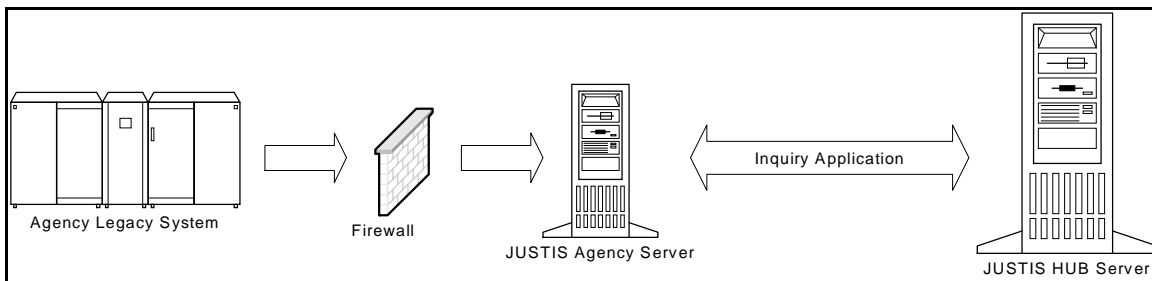 Inquiry Application
Agency Legacy System
Firewall
JUSTIS Agency Server
JUSTIS HUB Server